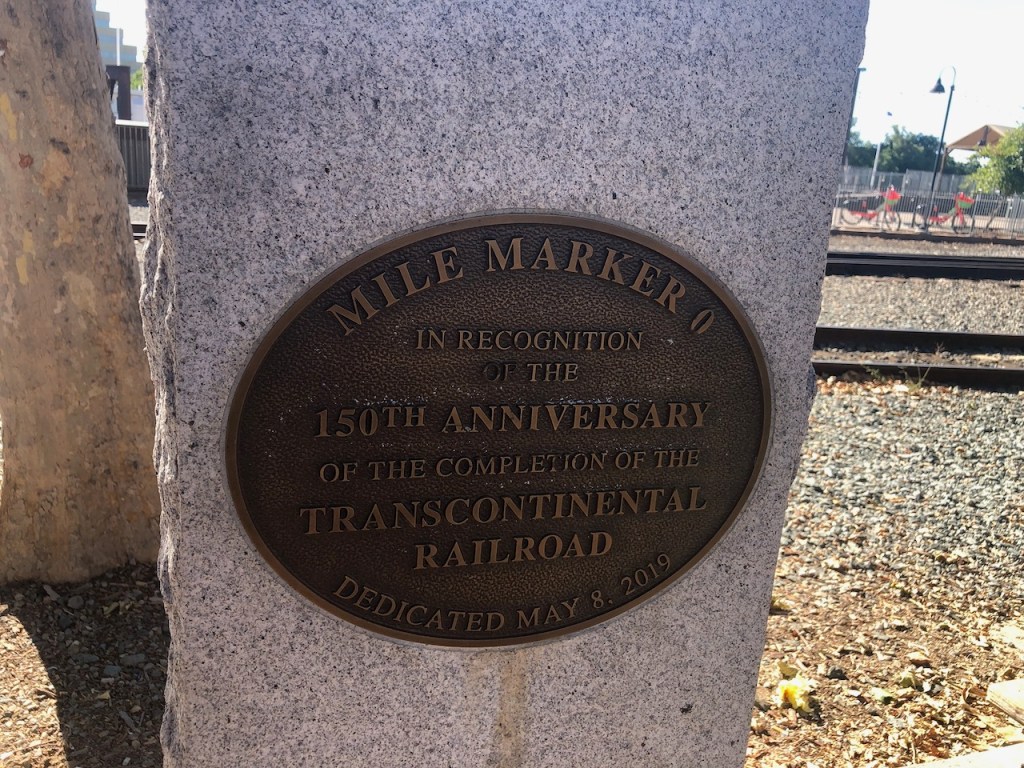 MILE MARKER 0
IN RECOGNITION
OF THE
150TH ANNIVERSARY
OF THE COMPLETION OF THE
TRANSCONTINENTAL
RAILROAD
DEDICATED MAY 8, 2019